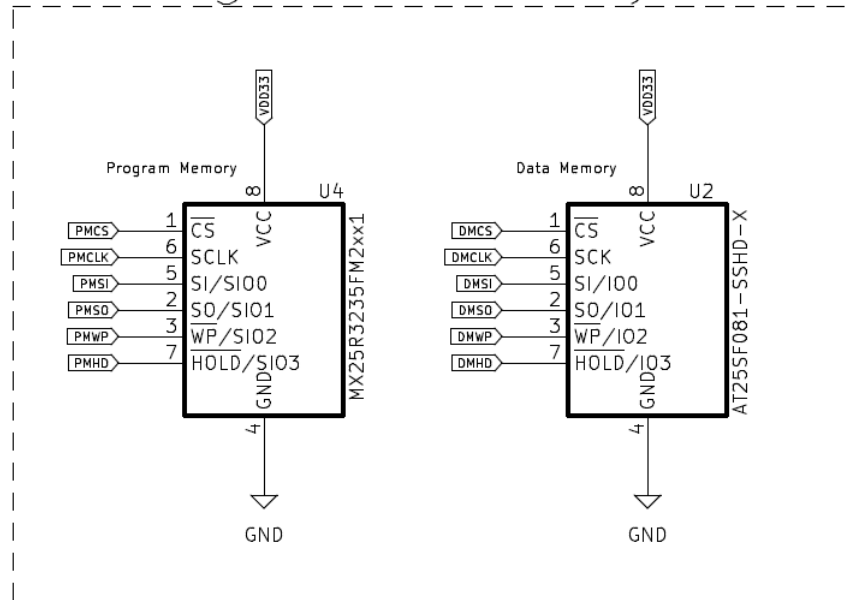 VDD33
Program Memory
8
U4
PMCS 1 CS VCC
PMCLK 6 SCLK
PMSI 5 SI/SIO0
PMSO 2 SO/SIO1
PMWP 3 WP/SIO2
PMHD 7 HOLD/SIO3
GND
MX25R3235FM2xx1
4
GND
VDD33
Data Memory
8
U2
DMCS 1 CS VCC
DMCLK 6 SCK
DMSI 5 SI/IO0
DMSO 2 SO/IO1
DMWP 3 WP/IO2
DMHD 7 HOLD/IO3
GND
AT25SF081-SSHD-X
4
GND